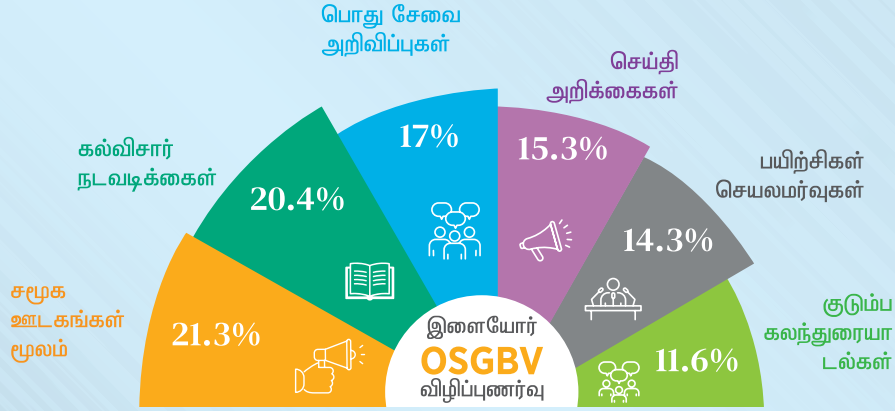 பொது சேவை
அறிவிப்புகள்
17%
செய்தி
அறிக்கைகள்
15.3%
கல்விசார்
நடவடிக்கைகள்
20.4%
பயிற்சிகள்
செயலமர்வுகள்
14.3%
சமூக
ஊடகங்கள்
மூலம்
21.3%
குடும்ப
கலந்துரையா
டல்கள்
11.6%
இளையோர்
OSGBV
விழிப்புணர்வு